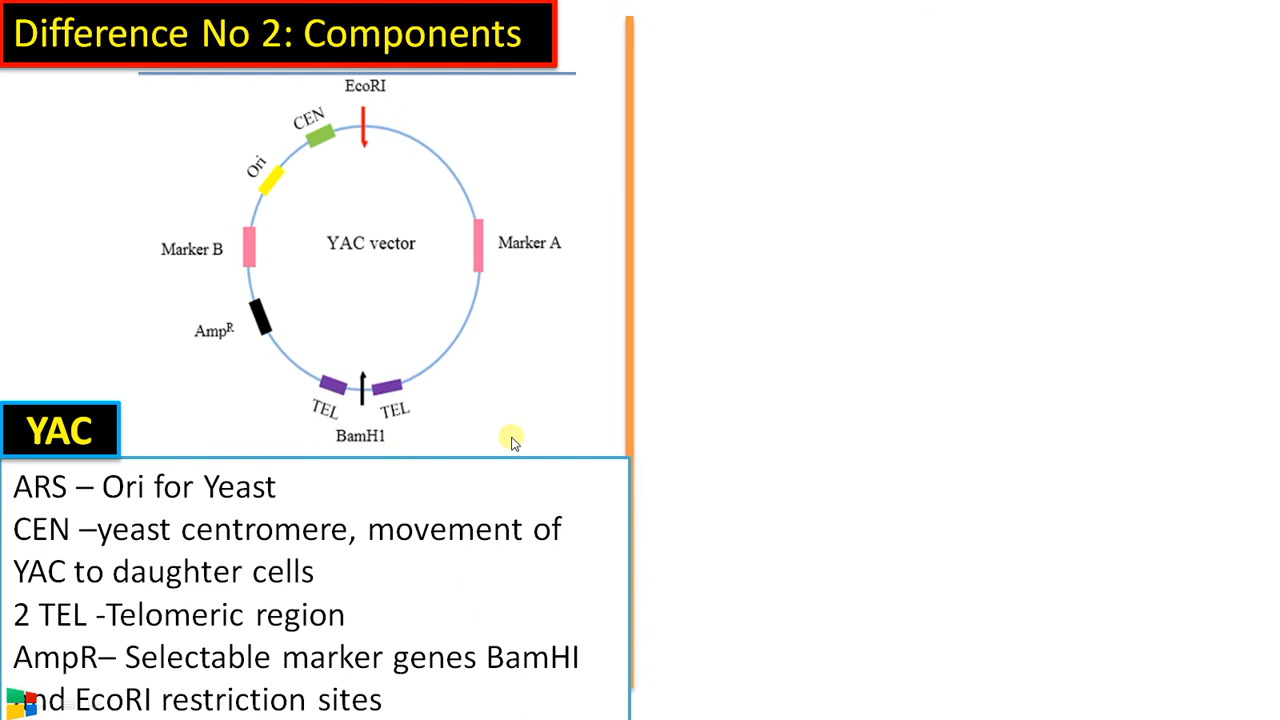 Difference No 2: Components
EcoRI
CEN
Ori
Marker B
YAC vector
Marker A
AmpR
TEL
TEL
BamH1
YAC
ARS – Ori for Yeast
CEN –yeast centromere, movement of
YAC to daughter cells
2 TEL -Telomeric region
AmpR– Selectable marker genes BamHI
and EcoRI restriction sites